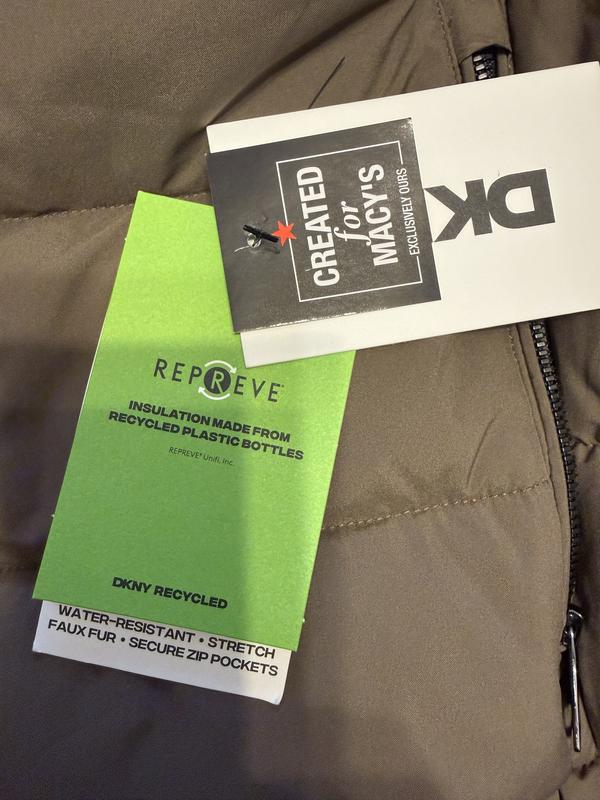 DK
CREATED
for
MACY'S
EXCLUSIVELY OURS
REPREVE®
INSULATION MADE FROM
RECYCLED PLASTIC BOTTLES
REPREVE® Unifi, Inc.
DKNY RECYCLED
WATER-RESISTANT • STRETCH
FAUX FUR • SECURE ZIP POCKETS